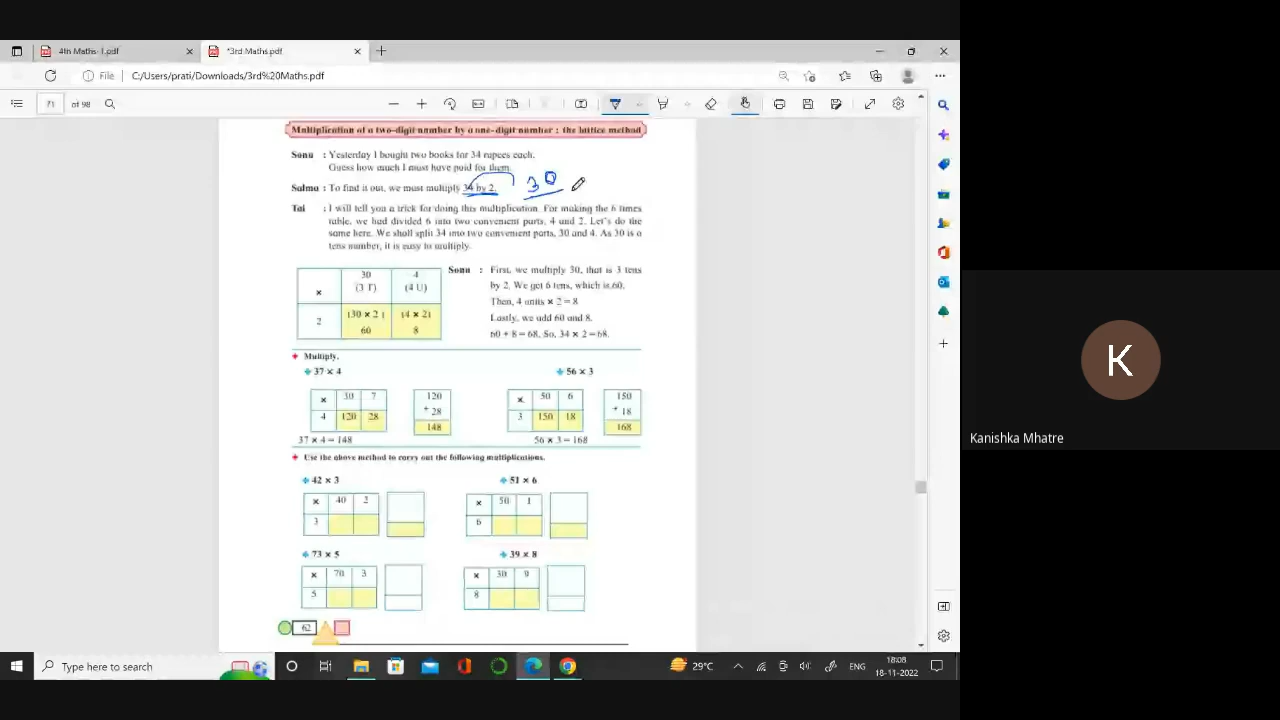 4th Maths-1.pdf
*3rd Maths.pdf
File
C:/Users/prati/Downloads/3rd%20Maths.pdf
71 of 98
Multiplication of a two-digit number by a one-digit number : the lattice method
Sonu : Yesterday I bought two books for 34 rupees each.
Guess how much I must have paid for them.
Salma : To find it out, we must multiply 34 by 2.
30
Tai : I will tell you a trick for doing this multiplication. For making the 6 times
table, we had divided 6 into two convenient parts, 4 and 2. Let's do the
same here. We shall split 34 into two convenient parts, 30 and 4. As 30 is a
tens number, it is easy to multiply.
× 30 (3 T) 4 (4 U)
2 (30 × 2) 60 (4 × 2) 8
Sonu : First, we multiply 30, that is 3 tens
by 2. We get 6 tens, which is 60.
Then, 4 units × 2 = 8
Lastly, we add 60 and 8.
60 + 8 = 68. So, 34 × 2 = 68.
Multiply.
37 × 4
× 30 7
4 120 28
120
+ 28
148
37 × 4 = 148
56 × 3
× 50 6
3 150 18
150
+ 18
168
56 × 3 = 168
Use the above method to carry out the following multiplications.
42 × 3
× 40 2
3
51 × 6
× 50 1
6
73 × 5
× 70 3
5
39 × 8
× 30 9
8
62
K
Kanishka Mhatre
Type here to search
29°C
ENG
18:08
18-11-2022